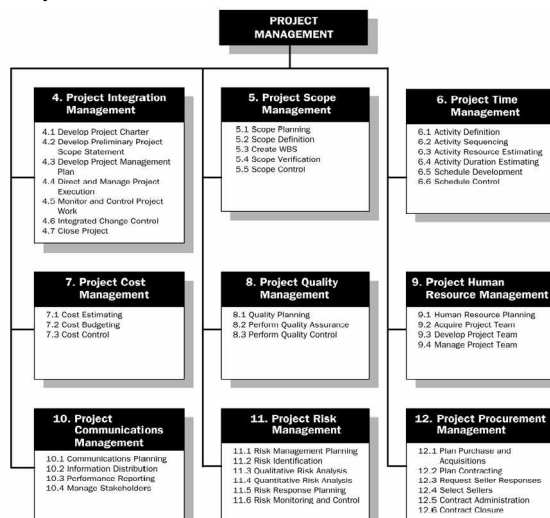 PROJECT
MANAGEMENT
4. Project Integration
Management
4.1 Develop Project Charter
4.2 Develop Preliminary Project
Scope Statement
4.3 Develop Project Management
Plan
4.4 Direct and Manage Project
Execution
4.5 Monitor and Control Project
Work
4.6 Integrated Change Control
4.7 Close Project
5. Project Scope
Management
5.1 Scope Planning
5.2 Scope Definition
5.3 Create WBS
5.4 Scope Verification
5.5 Scope Control
6. Project Time
Management
6.1 Activity Definition
6.2 Activity Sequencing
6.3 Activity Resource Estimating
6.4 Activity Duration Estimating
6.5 Schedule Development
6.6 Schedule Control
7. Project Cost
Management
7.1 Cost Estimating
7.2 Cost Budgeting
7.3 Cost Control
8. Project Quality
Management
8.1 Quality Planning
8.2 Perform Quality Assurance
8.3 Perform Quality Control
9. Project Human
Resource Management
9.1 Human Resource Planning
9.2 Acquire Project Team
9.3 Develop Project Team
9.4 Manage Project Team
10. Project
Communications
Management
10.1 Communications Planning
10.2 Information Distribution
10.3 Performance Reporting
10.4 Manage Stakeholders
11. Project Risk
Management
11.1 Risk Management Planning
11.2 Risk Identification
11.3 Qualitative Risk Analysis
11.4 Quantitative Risk Analysis
11.5 Risk Response Planning
11.6 Risk Monitoring and Control
12. Project Procurement
Management
12.1 Plan Purchase and
Acquisitions
12.2 Plan Contracting
12.3 Request Seller Responses
12.4 Select Sellers
12.5 Contract Administration
12.6 Contract Closure